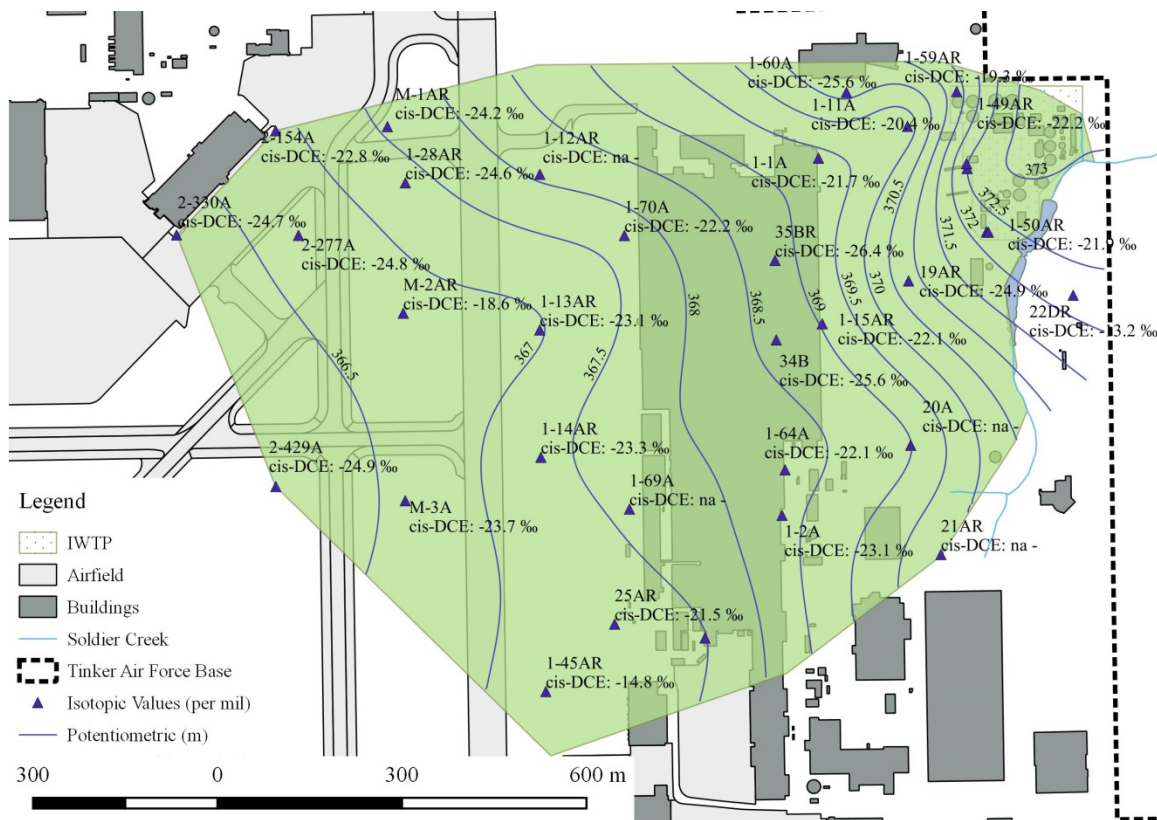 1-60A
cis-DCE: -25.6 ‰
1-59AR
cis-DCE: -19.3 ‰
M-1AR
cis-DCE: -24.2 ‰
1-11A
cis-DCE: -20.4 ‰
1-49AR
cis-DCE: -22.2 ‰
2-154A
cis-DCE: -22.8 ‰
1-28AR
cis-DCE: -24.6 ‰
1-12AR
cis-DCE: na -
1-1A
cis-DCE: -21.7 ‰
370.5
373
372.5
372
371.5
2-330A
cis-DCE: -24.7 ‰
2-277A
cis-DCE: -24.8 ‰
1-70A
cis-DCE: -22.2 ‰
35BR
cis-DCE: -26.4 ‰
1-50AR
cis-DCE: -21.9 ‰
19AR
cis-DCE: -24.9 ‰
M-2AR
cis-DCE: -18.6 ‰
1-13AR
cis-DCE: -23.1 ‰
368
368.5
369
369.5
370
1-15AR
cis-DCE: -22.1 ‰
22DR
cis-DCE: -13.2 ‰
366.5
367
367.5
34B
cis-DCE: -25.6 ‰
20A
cis-DCE: na -
2-429A
cis-DCE: -24.9 ‰
1-14AR
cis-DCE: -23.3 ‰
1-64A
cis-DCE: -22.1 ‰
M-3A
cis-DCE: -23.7 ‰
1-69A
cis-DCE: na -
1-2A
cis-DCE: -23.1 ‰
21AR
cis-DCE: na -
25AR
cis-DCE: -21.5 ‰
1-45AR
cis-DCE: -14.8 ‰
Legend
IWTP
Airfield
Buildings
Soldier Creek
Tinker Air Force Base
Isotopic Values (per mil)
Potentiometric (m)
300 0 300 600 m